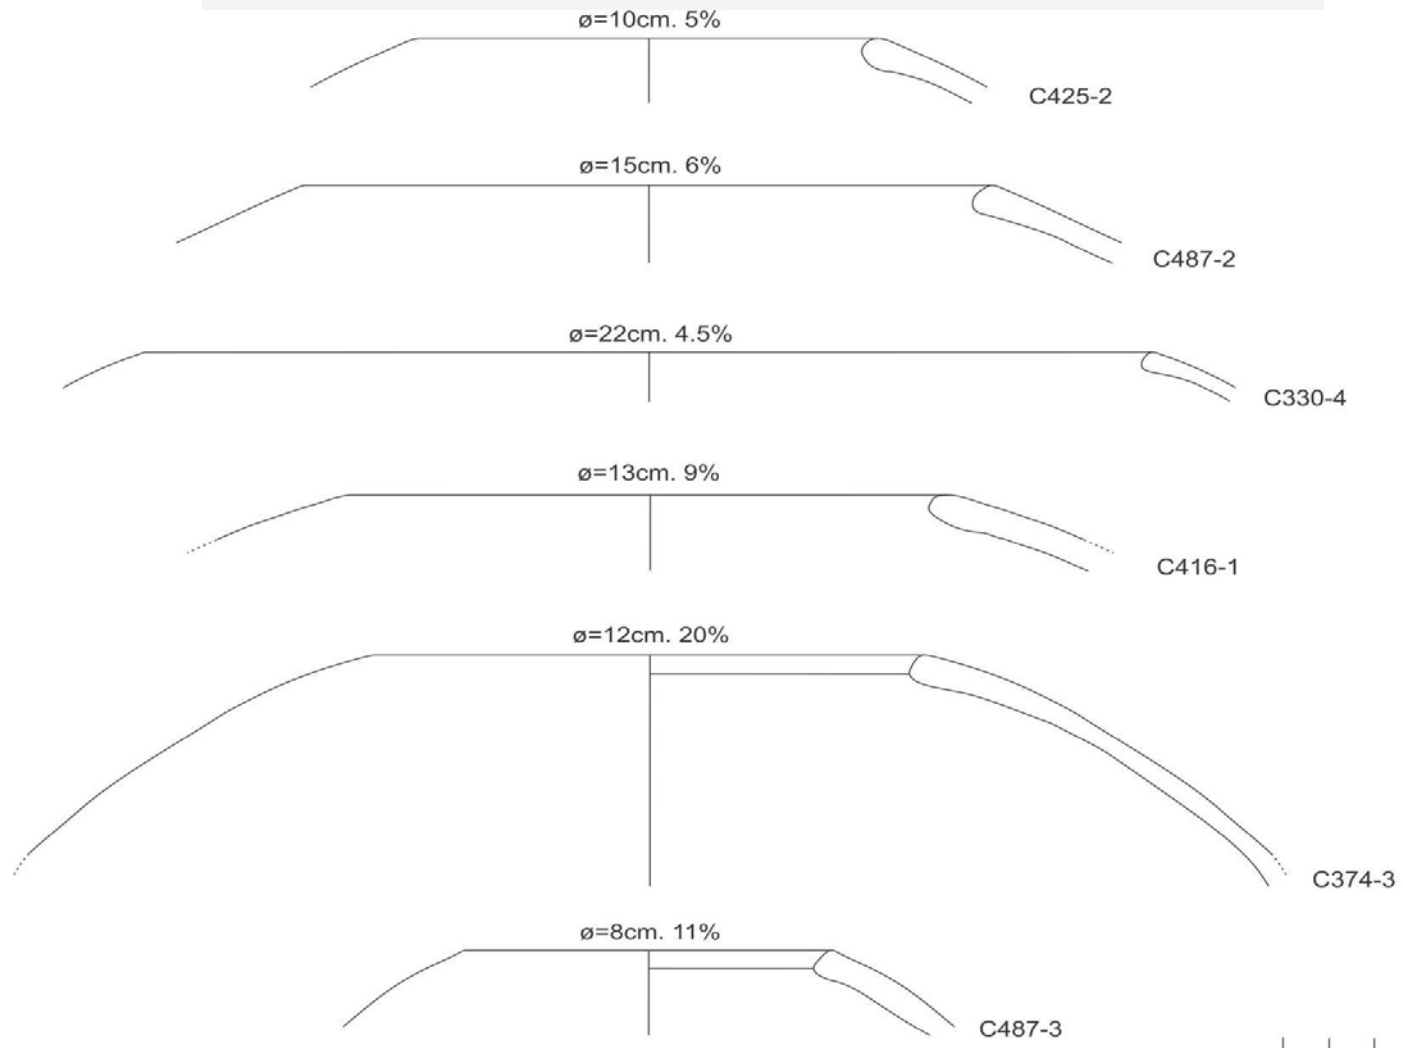 ø=10cm. 5%
C425-2
ø=15cm. 6%
C487-2
ø=22cm. 4.5%
C330-4
ø=13cm. 9%
C416-1
ø=12cm. 20%
C374-3
ø=8cm. 11%
C487-3